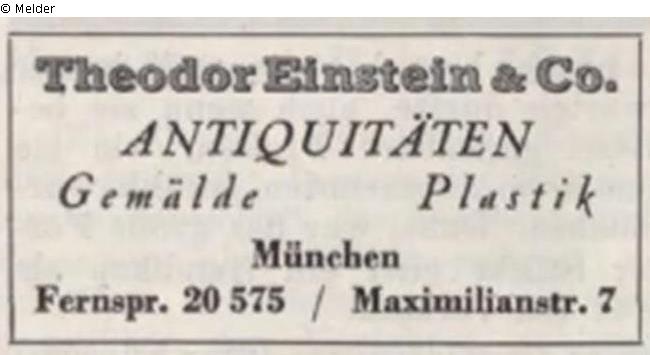 © Melder
Theodor Einstein & Co.
ANTIQUITÄTEN
Gemälde Plastik
München
Fernspr. 20 575 / Maximilianstr. 7